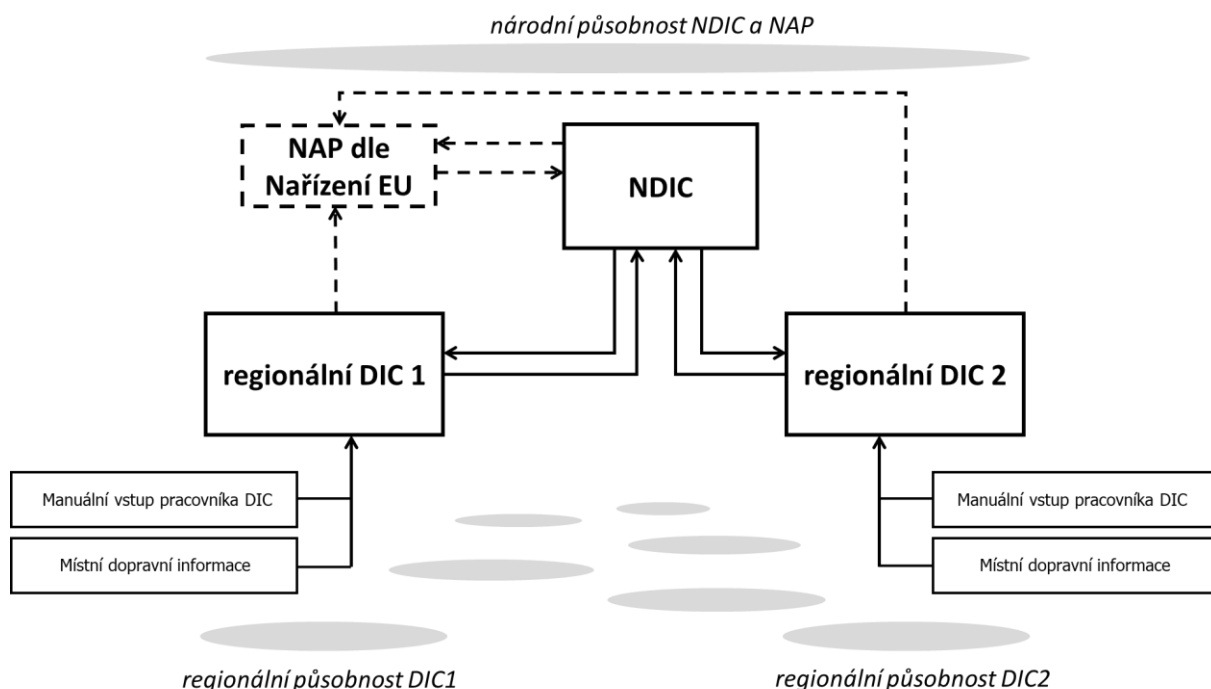 národní působnost NDIC a NAP
NAP dle
Nařízení EU
NDIC
regionální DIC 1
regionální DIC 2
Manuální vstup pracovníka DIC
Místní dopravní informace
Manuální vstup pracovníka DIC
Místní dopravní informace
regionální působnost DIC1
regionální působnost DIC2